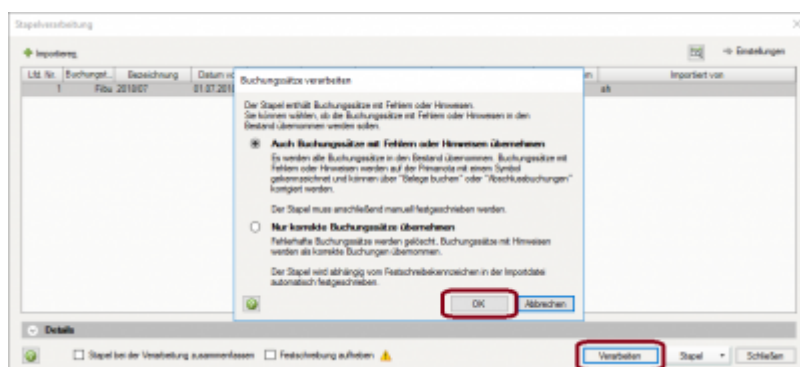 Stapelverarbeitung
Importieren
Einstellungen
Lfd. Nr. Buchungst... Bezeichnung Datum vo Importiert von
1 Fibu 2018/07 01.07.201 sh
Buchungssätze verarbeiten
Der Stapel enthält Buchungssätze mit Fehlern oder Hinweisen.
Sie können wählen, ob die Buchungssätze mit Fehlern oder Hinweisen in den
Bestand übernommen werden sollen.
Auch Buchungssätze mit Fehlern oder Hinweisen übernehmen
Es werden alle Buchungssätze in den Bestand übernommen. Buchungssätze mit
Fehlern oder Hinweisen werden auf der Primanota mit einem Symbol
gekennzeichnet und können über "Belege buchen" oder "Abschlussbuchungen"
korrigiert werden.
Der Stapel muss anschließend manuell festgeschrieben werden.
Nur korrekte Buchungssätze übernehmen
Fehlerhafte Buchungssätze werden gelöscht. Buchungssätze mit Hinweisen
werden als korrekte Buchungen übernommen.
Der Stapel wird abhängig vom Festschreibekennzeichen in der Importdatei
automatisch festgeschrieben.
OK Abbrechen
Details
Stapel bei der Verarbeitung zusammenfassen Festschreibung aufheben Verarbeiten Stapel Schließen